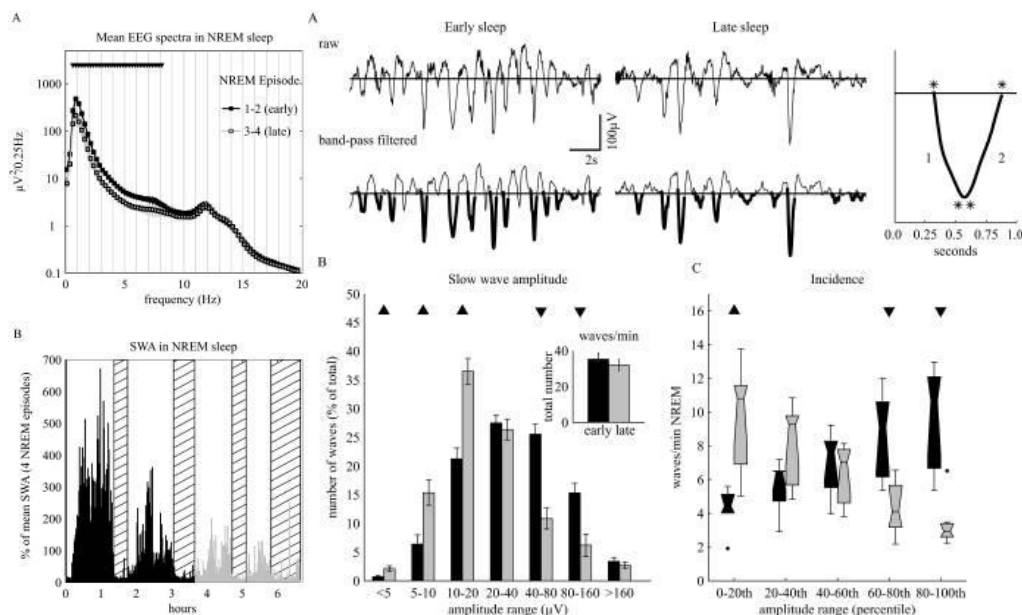 A
Mean EEG spectra in NREM sleep
NREM Episode.
1-2 (early)
3-4 (late)
µV²/0.25Hz
1000
100
10
1
0.1
0 5 10 15 20
frequency (Hz)
B
SWA in NREM sleep
% of mean SWA (4 NREM episodes)
700
600
500
400
300
200
100
0
0 1 2 3 4 5 6
hours
A
Early sleep
Late sleep
raw
band-pass filtered
100µV
2s
* *
1 2
* *
0.0 0.5 0.75 1.0
seconds
B
Slow wave amplitude
number of waves (% of total)
50
45
40
35
30
25
20
15
10
5
0
waves/min
total number
40
20
0
early late
<5 5-10 10-20 20-40 40-80 80-160 >160
amplitude range (µV)
C
Incidence
waves/min NREM
16
14
12
10
8
6
4
2
0
0-20th 20-40th 40-60th 60-80th 80-100th
amplitude range (percentile)